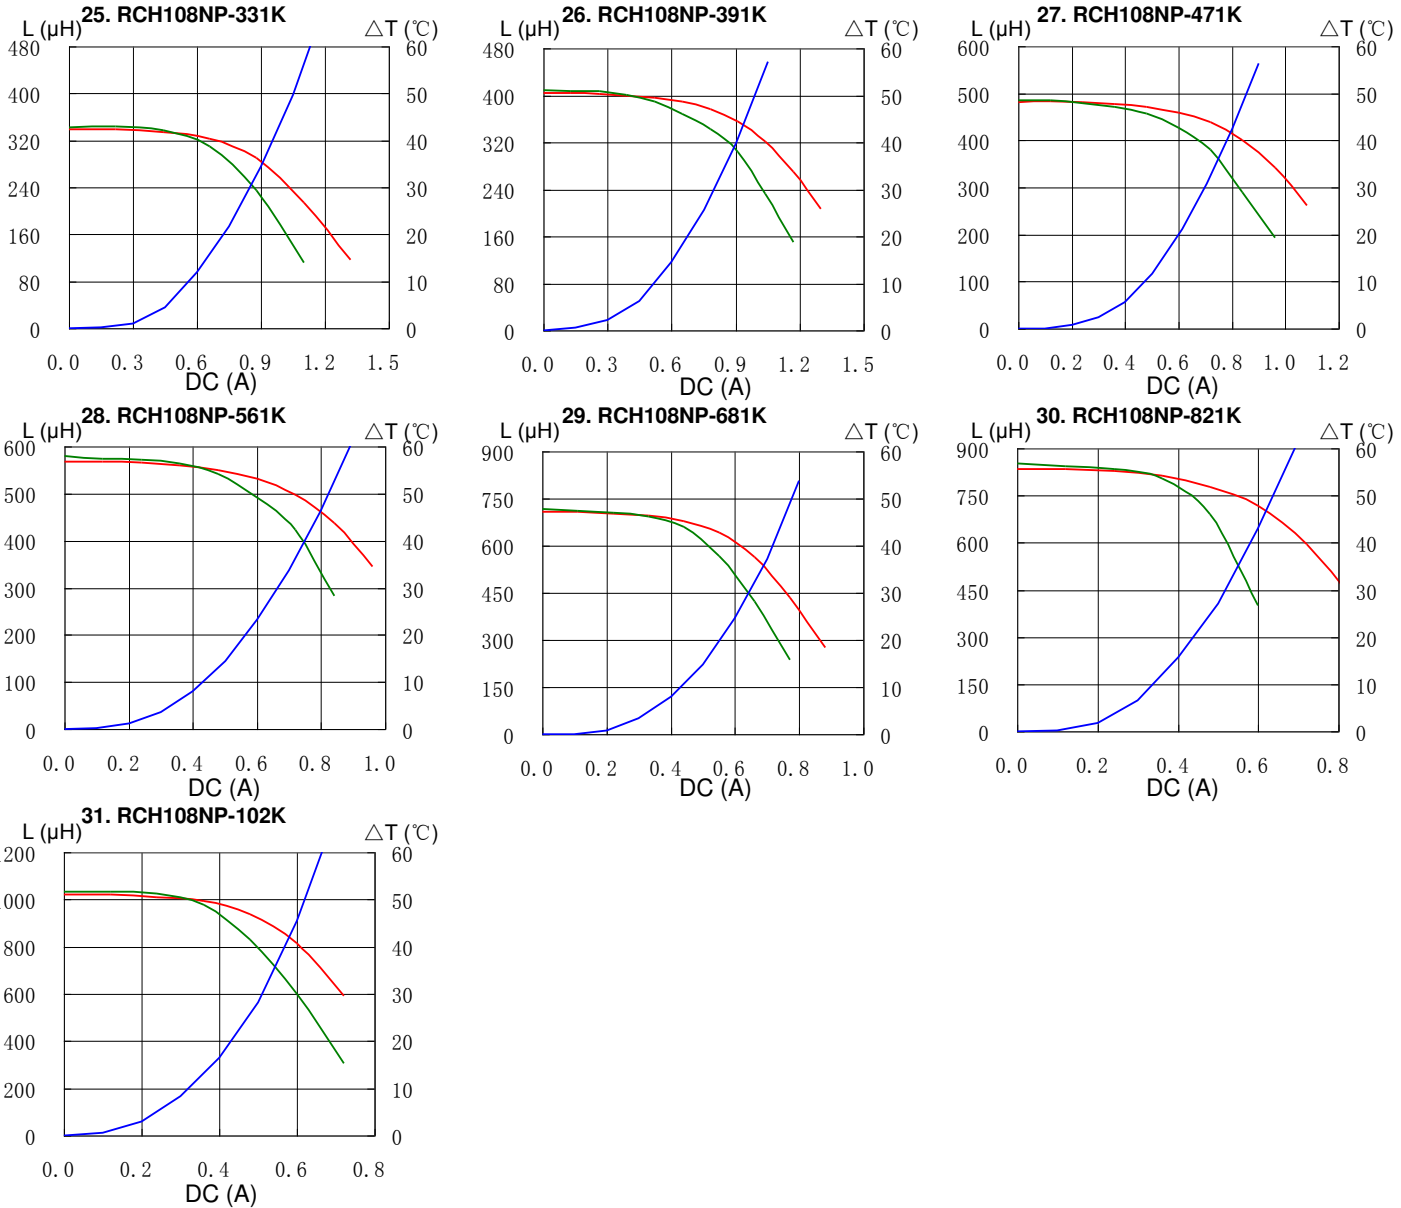 25. RCH108NP-331K
L (µH)
△T (℃)
480
400
320
240
160
80
0
60
50
40
30
20
10
0
0.0 0.3 0.6 0.9 1.2 1.5
DC (A)
26. RCH108NP-391K
L (µH)
△T (℃)
480
400
320
240
160
80
0
60
50
40
30
20
10
0
0.0 0.3 0.6 0.9 1.2 1.5
DC (A)
27. RCH108NP-471K
L (µH)
△T (℃)
600
500
400
300
200
100
0
60
50
40
30
20
10
0
0.0 0.2 0.4 0.6 0.8 1.0 1.2
DC (A)
28. RCH108NP-561K
L (µH)
△T (℃)
600
500
400
300
200
100
0
60
50
40
30
20
10
0
0.0 0.2 0.4 0.6 0.8 1.0
DC (A)
29. RCH108NP-681K
L (µH)
△T (℃)
900
750
600
450
300
150
0
60
50
40
30
20
10
0
0.0 0.2 0.4 0.6 0.8 1.0
DC (A)
30. RCH108NP-821K
L (µH)
△T (℃)
900
750
600
450
300
150
0
60
50
40
30
20
10
0
0.0 0.2 0.4 0.6 0.8
DC (A)
31. RCH108NP-102K
L (µH)
△T (℃)
200
000
800
600
400
200
0
60
50
40
30
20
10
0
0.0 0.2 0.4 0.6 0.8
DC (A)